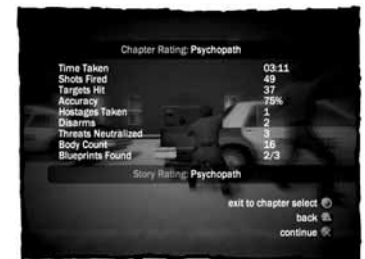 Chapter Rating: Psychopath
Time Taken 03:11
Shots Fired 49
Targets Hit 37
Accuracy 75%
Hostages Taken 1
Disarms 2
Threats Neutralized 3
Body Count 16
Blueprints Found 2/3
Story Rating: Psychopath
exit to chapter select
back
continue